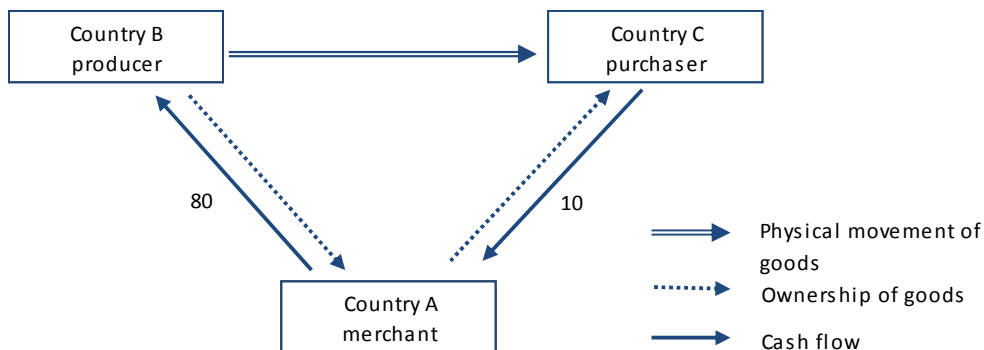 Country B
producer
Country C
purchaser
80
10
Country A
merchant
Physical movement of
goods
Ownership of goods
Cash flow